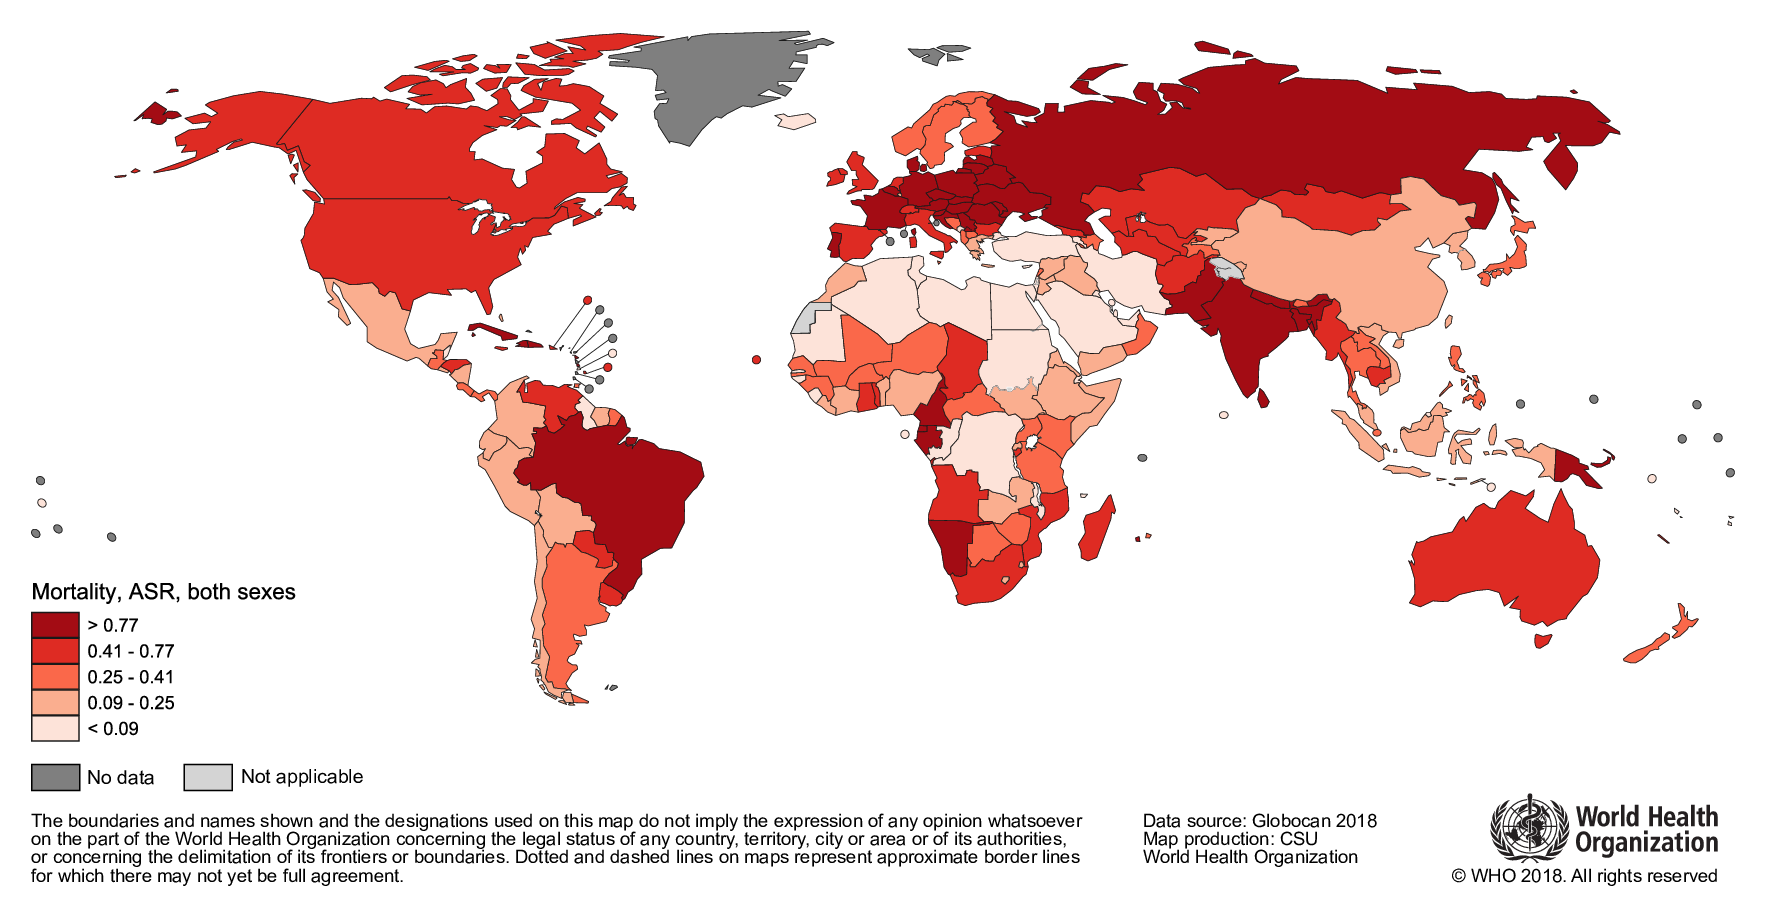 Mortality, ASR, both sexes
> 0.77
0.41 - 0.77
0.25 - 0.41
0.09 - 0.25
< 0.09
No data
Not applicable
The boundaries and names shown and the designations used on this map do not imply the expression of any opinion whatsoever
on the part of the World Health Organization concerning the legal status of any country, territory, city or area or of its authorities,
or concerning the delimitation of its frontiers or boundaries. Dotted and dashed lines on maps represent approximate border lines
for which there may not yet be full agreement.
Data source: Globocan 2018
Map production: CSU
World Health Organization
World Health
Organization
© WHO 2018. All rights reserved